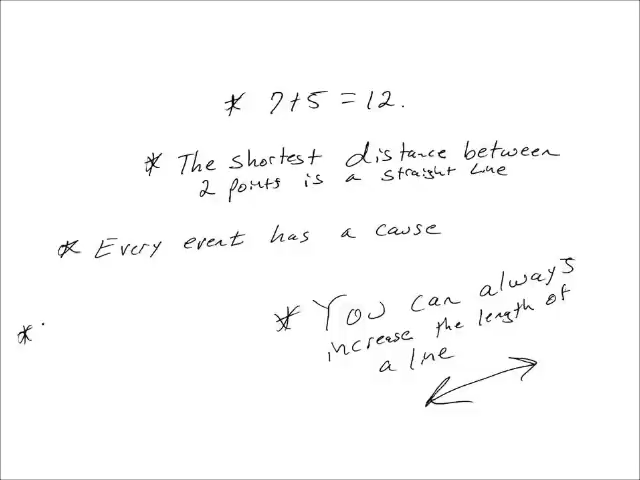 * 7+5 = 12.
* The shortest distance between
2 points is a straight line
* Every event has a cause
* You can always
increase the length of
a line
*